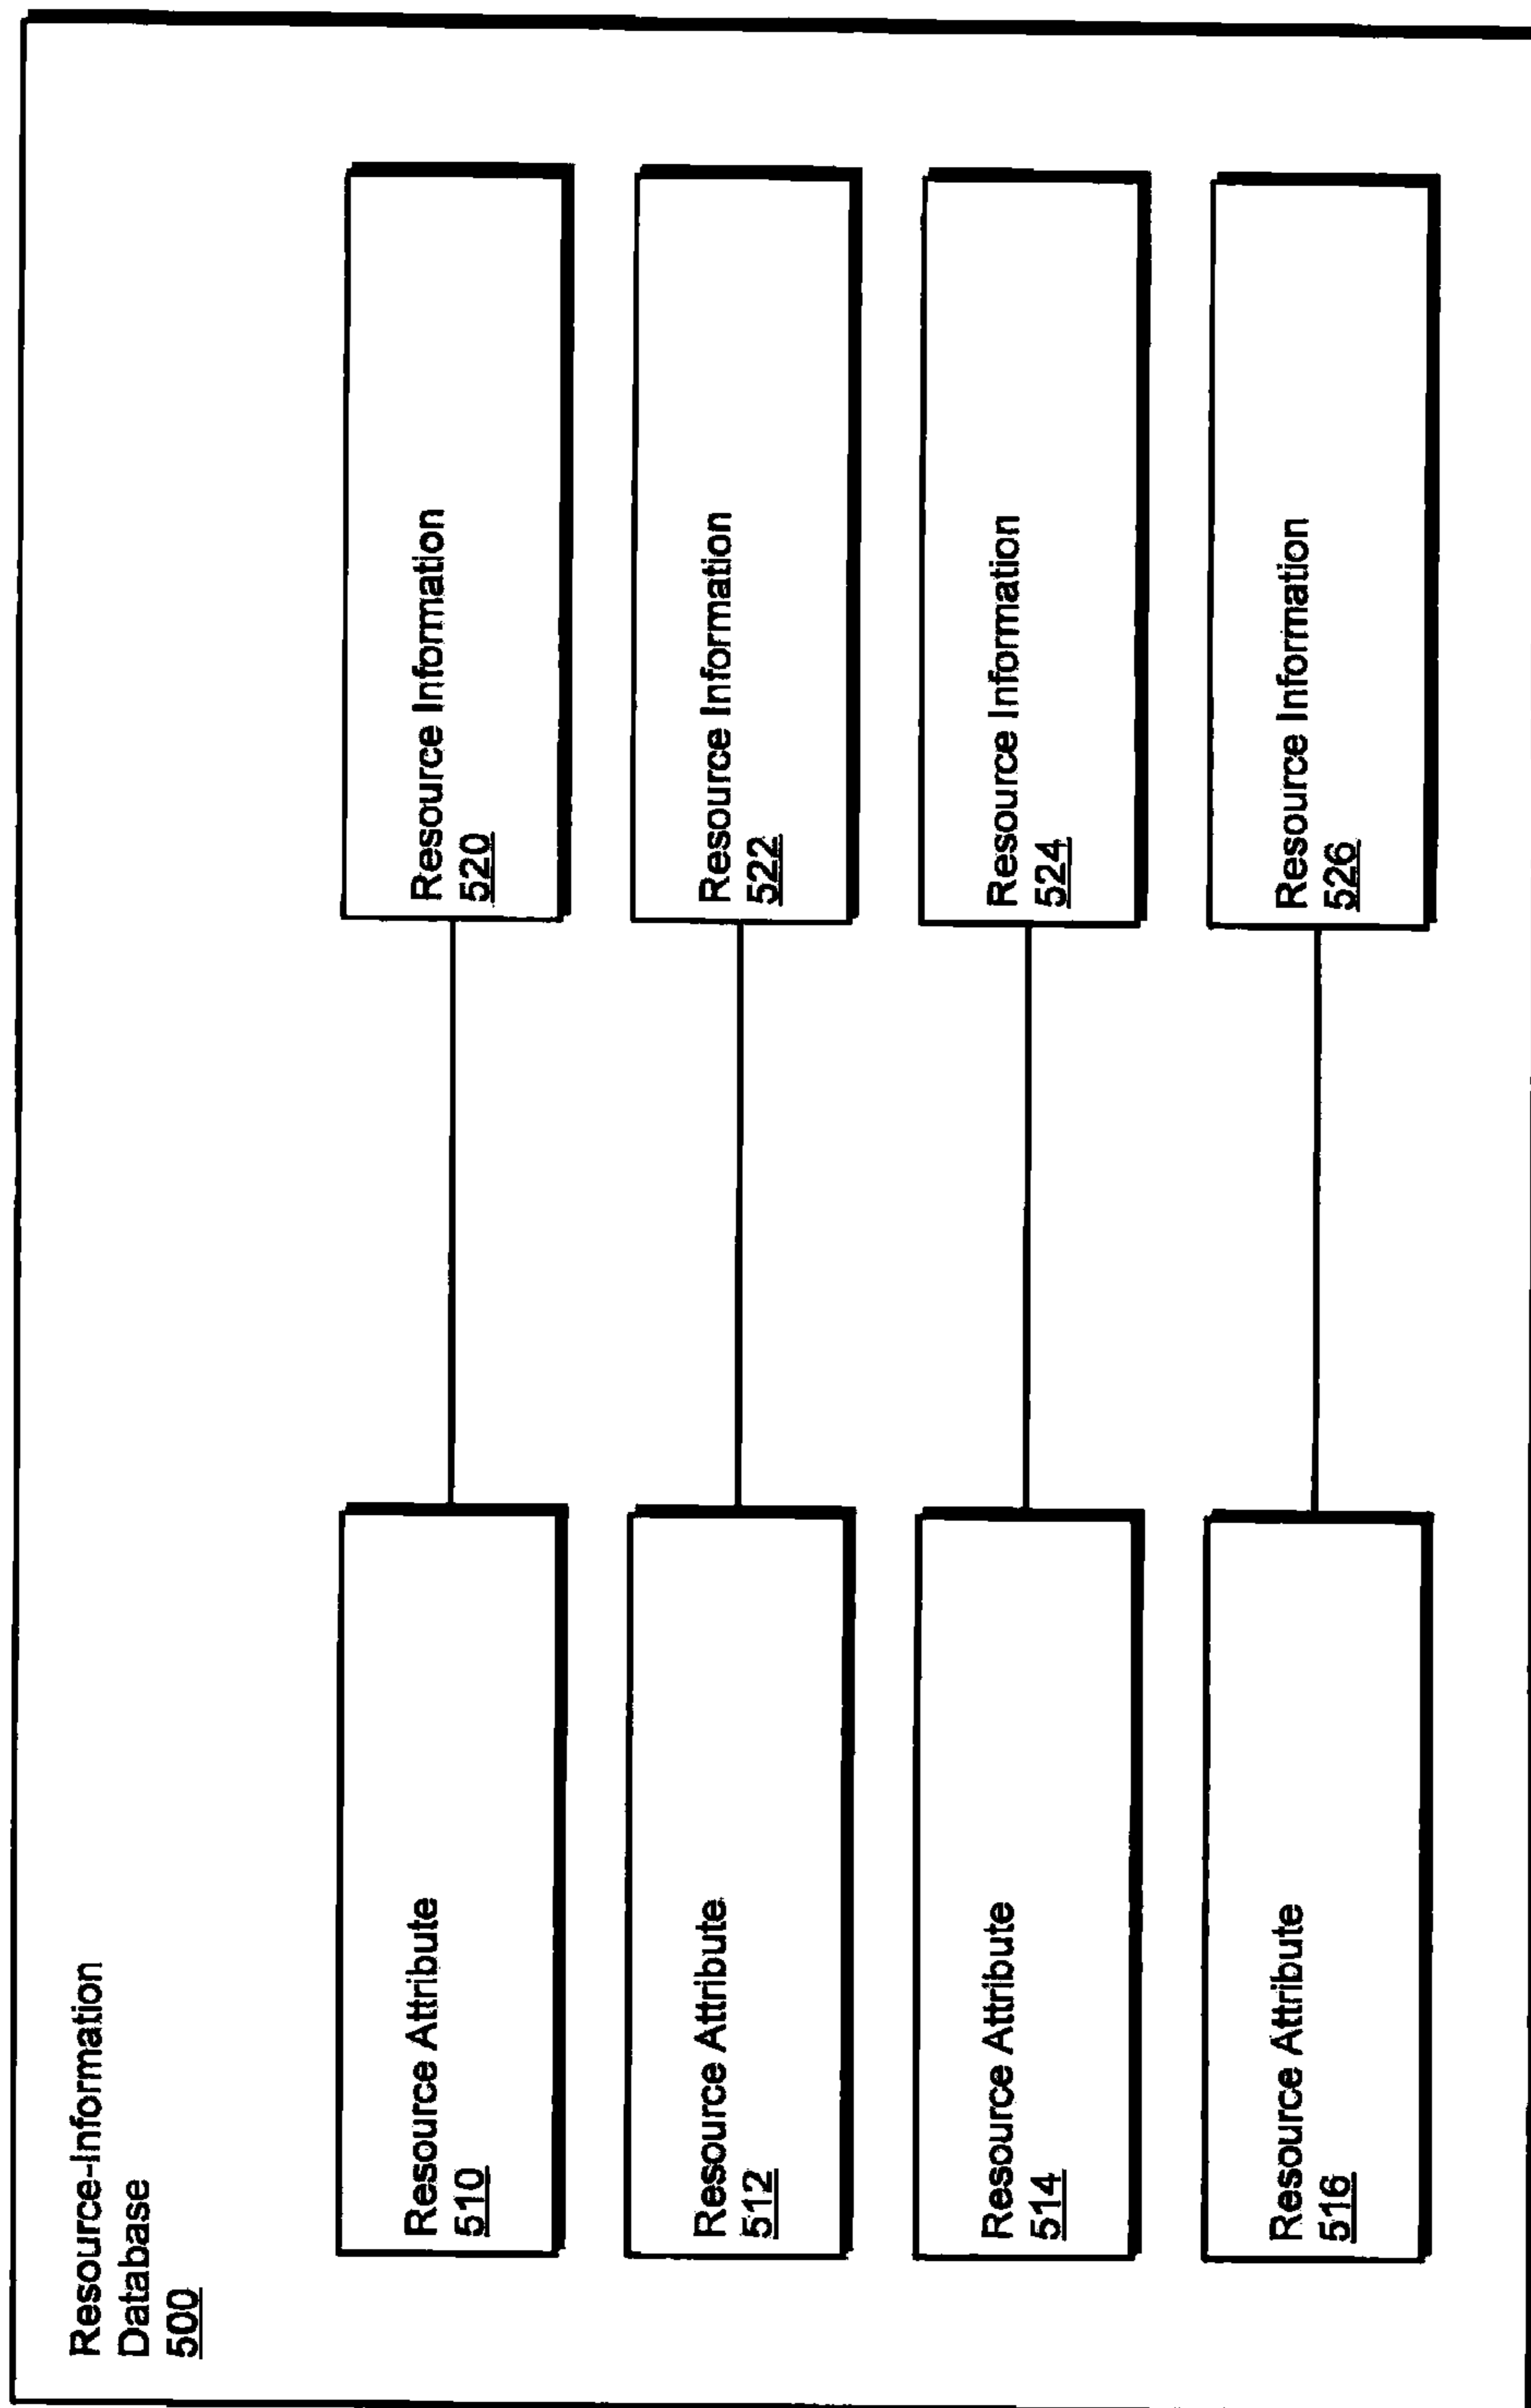 Resource-Information
Database
500
Resource Attribute
510
Resource Information
520
Resource Attribute
512
Resource Information
522
Resource Attribute
514
Resource Information
524
Resource Attribute
516
Resource Information
526